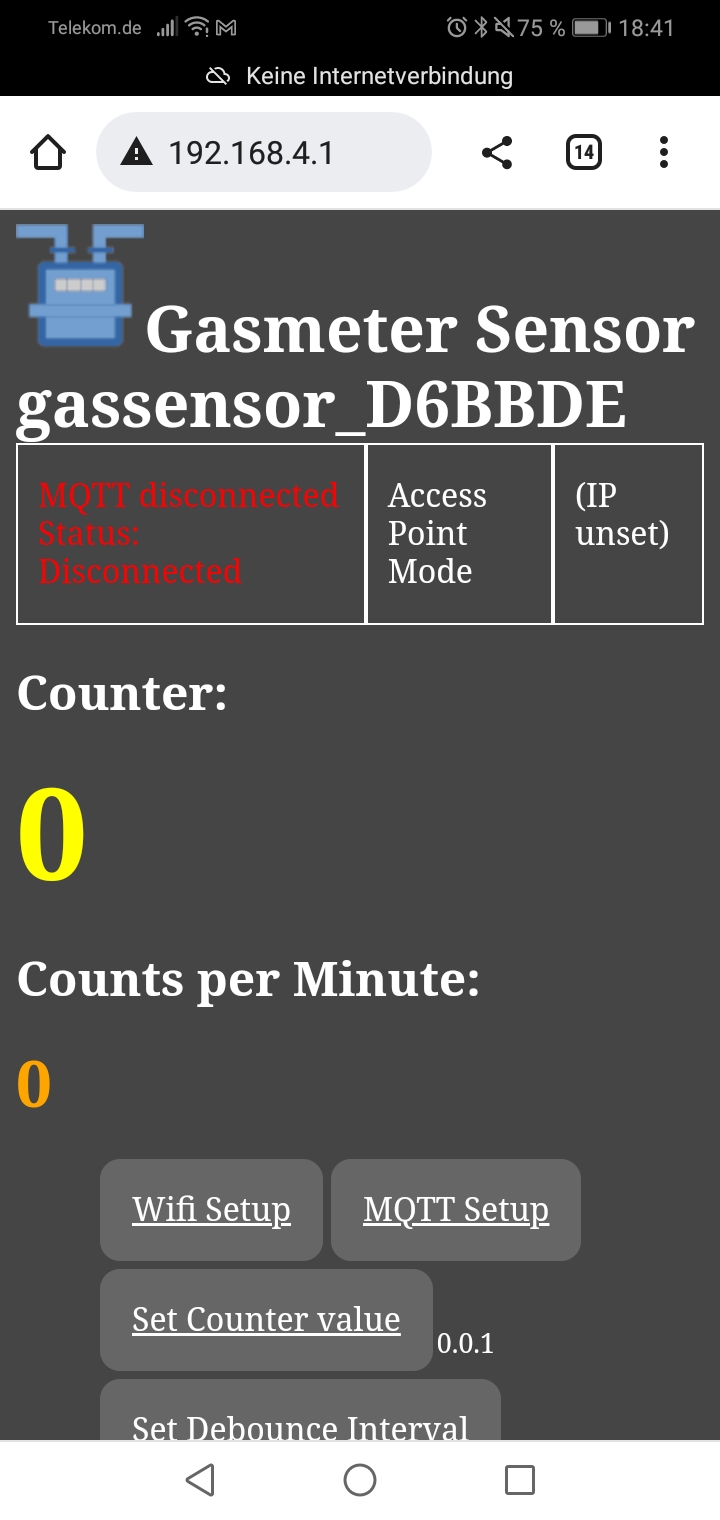 Telekom.de 75 % 18:41
Keine Internetverbindung
192.168.4.1 14
Gasmeter Sensor
gassensor_D6BBDE
MQTT disconnected
Status:
Disconnected
Access
Point
Mode
(IP
unset)
Counter:
0
Counts per Minute:
0
Wifi Setup MQTT Setup
Set Counter value 0.0.1
Set Debounce Interval